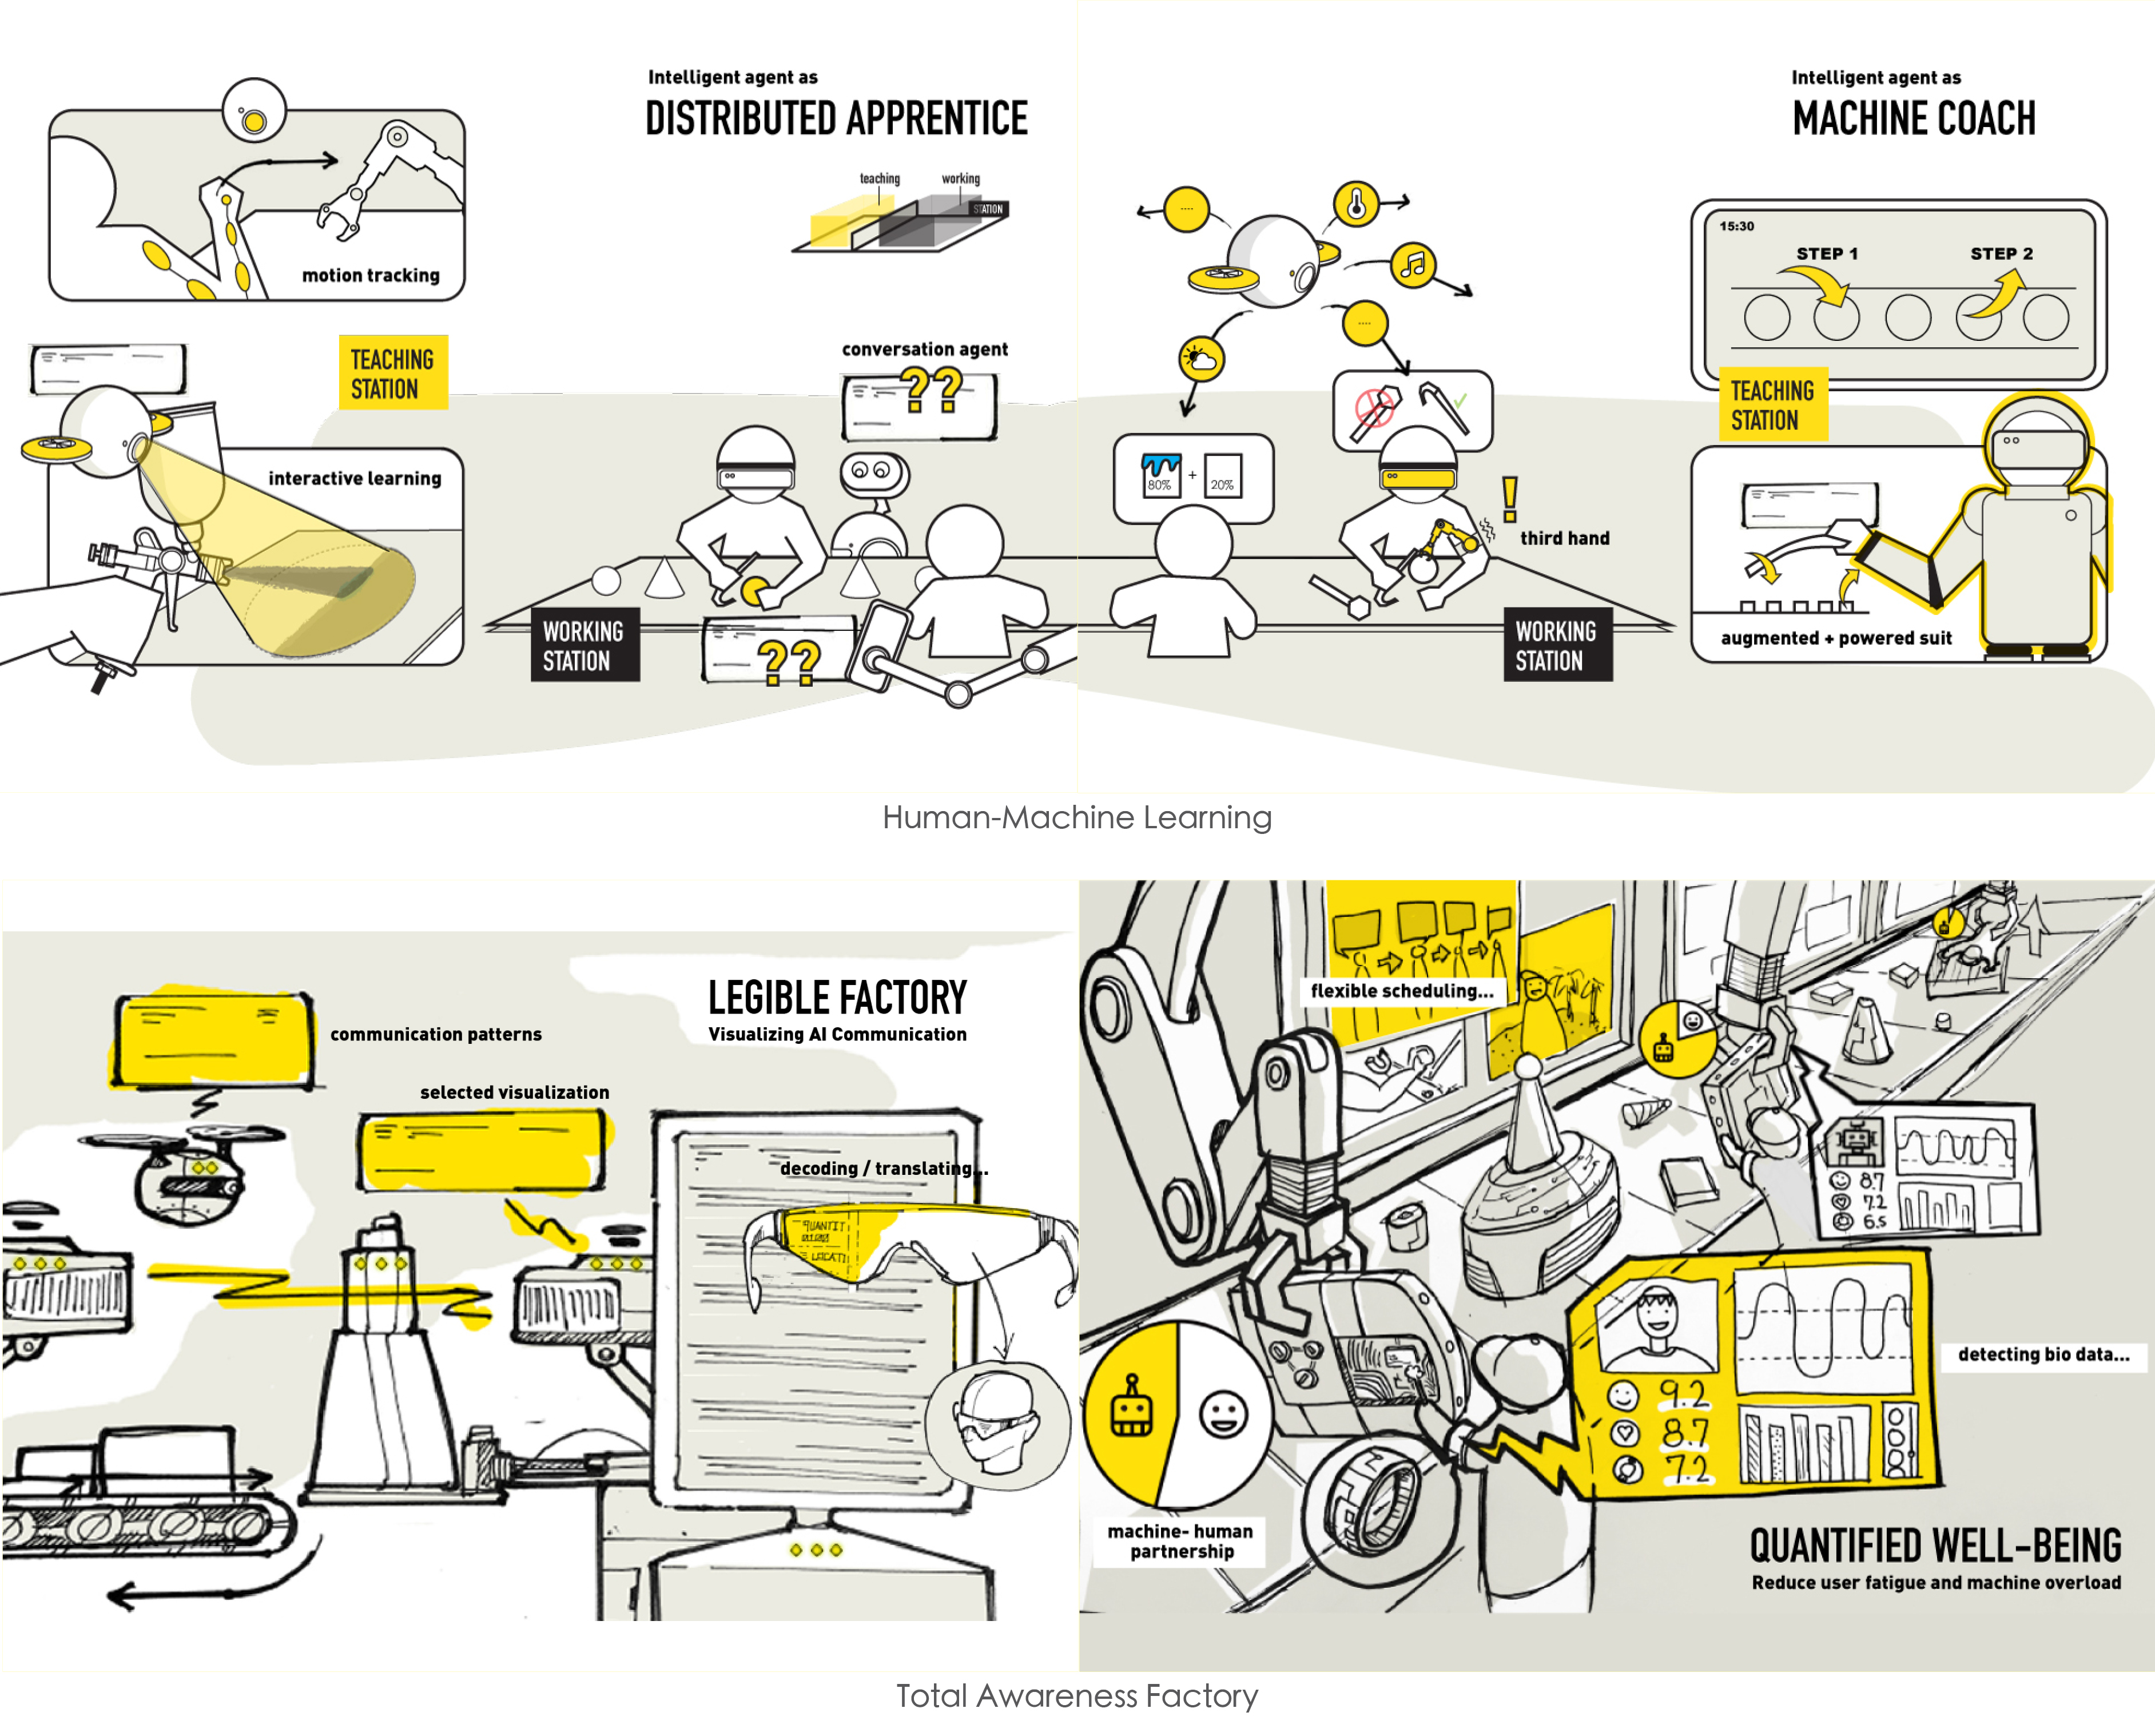 Intelligent agent as
DISTRIBUTED APPRENTICE
teaching
working
STATION
motion tracking
TEACHING
STATION
interactive learning
conversation agent
??
WORKING
STATION
??
Intelligent agent as
MACHINE COACH
15:30
STEP 1
STEP 2
TEACHING
STATION
80%
+
20%
!
third hand
WORKING
STATION
augmented + powered suit
Human-Machine Learning
LEGIBLE FACTORY
Visualizing AI Communication
communication patterns
selected visualization
decoding / translating...
QUANTIT
LOCATI
flexible scheduling...
8.7
7.2
6.5
detecting bio data...
9.2
8.7
7.2
machine- human
partnership
QUANTIFIED WELL-BEING
Reduce user fatigue and machine overload
Total Awareness Factory